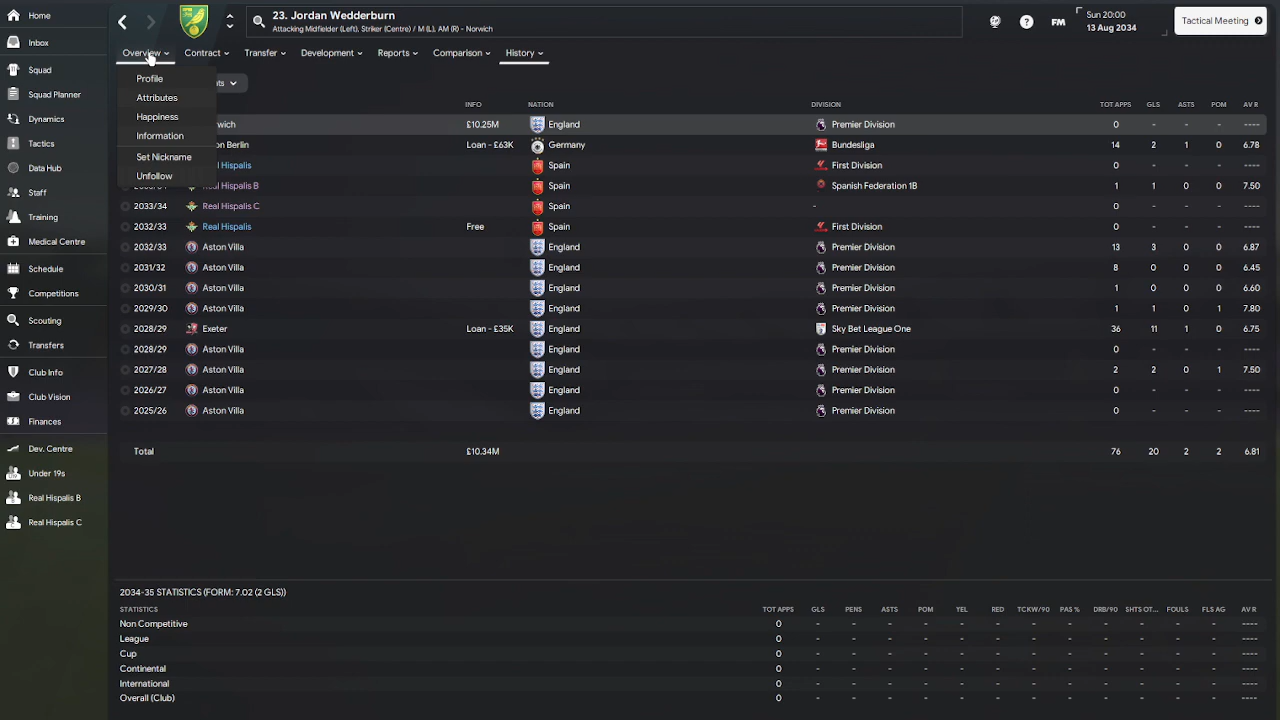 Home
Inbox
Squad
Squad Planner
Dynamics
Tactics
Data Hub
Staff
Training
Medical Centre
Schedule
Competitions
Scouting
Transfers
Club Info
Club Vision
Finances
Dev. Centre
Under 19s
Real Hispalis B
Real Hispalis C
23. Jordan Wedderburn
Attacking Midfielder (Left), Striker (Centre) / M (L), AM (R) - Norwich
FM
Sun 20:00
13 Aug 2034
Tactical Meeting
Overview Contract Transfer Development Reports Comparison History
Profile
Attributes
Happiness
Information
Set Nickname
Unfollow
INFO NATION DIVISION TOT APPS GLS ASTS POM AV R
£10.25M England Premier Division 0 - - - ----
Berlin Loan - £63K Germany Bundesliga 14 2 1 0 6.78
Hispalis Spain First Division 0 - - - ----
Real Hispalis B Spain Spanish Federation 1B 1 1 0 0 7.50
2033/34 Real Hispalis C Spain - 0 - - - ----
2032/33 Real Hispalis Free Spain First Division 0 - - - ----
2032/33 Aston Villa England Premier Division 13 3 0 0 6.87
2031/32 Aston Villa England Premier Division 8 0 0 0 6.45
2030/31 Aston Villa England Premier Division 1 0 0 0 6.60
2029/30 Aston Villa England Premier Division 1 1 0 1 7.80
2028/29 Exeter Loan - £35K England Sky Bet League One 36 11 1 0 6.75
2028/29 Aston Villa England Premier Division 0 - - - ----
2027/28 Aston Villa England Premier Division 2 2 0 1 7.50
2026/27 Aston Villa England Premier Division 0 - - - ----
2025/26 Aston Villa England Premier Division 0 - - - ----
Total £10.34M 76 20 2 2 6.81
2034-35 STATISTICS (FORM: 7.02 (2 GLS))
STATISTICS TOT APPS GLS PENS ASTS POM YEL RED TCKW/90 PAS % DRB/90 SHTS OT... FOULS FLS AG AV R
Non Competitive 0 - - - - - - - - - - - - ----
League 0 - - - - - - - - - - - - ----
Cup 0 - - - - - - - - - - - - ----
Continental 0 - - - - - - - - - - - - ----
International 0 - - - - - - - - - - - - ----
Overall (Club) 0 - - - - - - - - - - - - ----